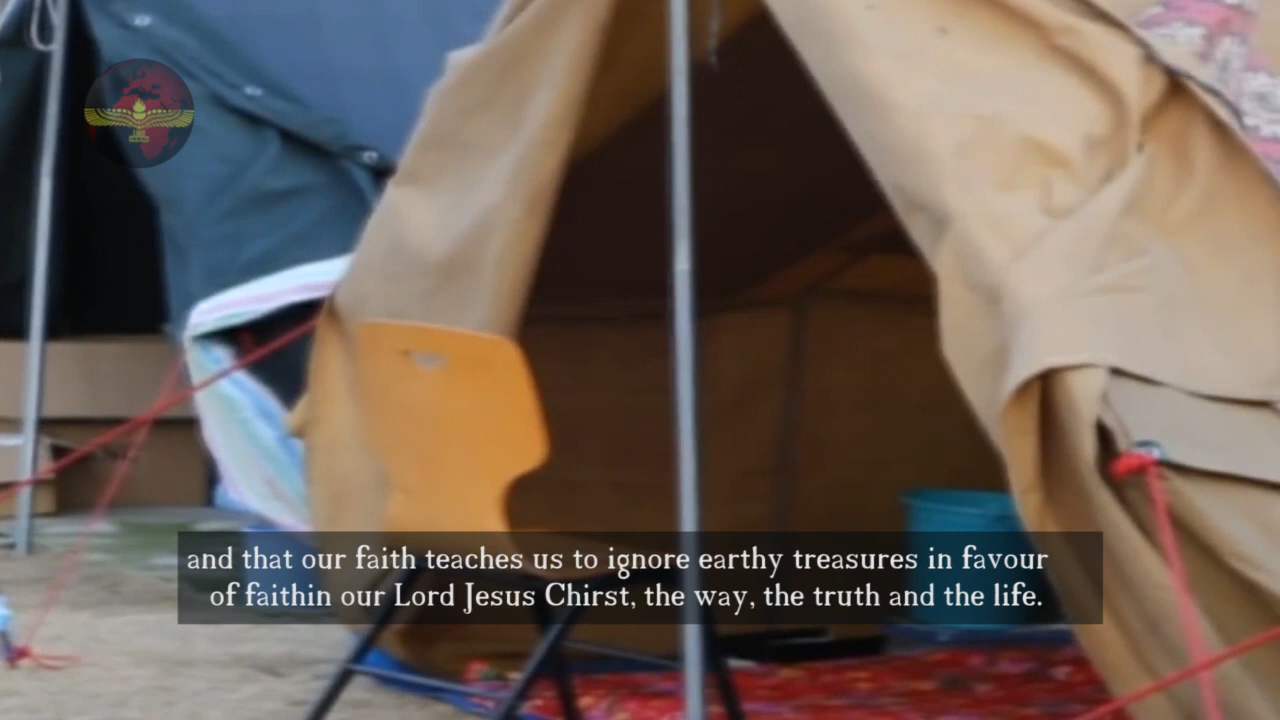 and that our faith teaches us to ignore earthy treasures in favour
of faithin our Lord Jesus Chirst, the way, the truth and the life.